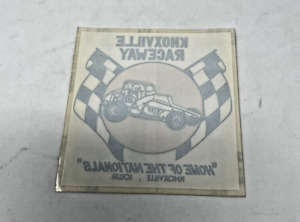 KNOXVILLE
RACEWAY
"HOME OF THE NATIONALS"
KNOXVILLE . IOWA